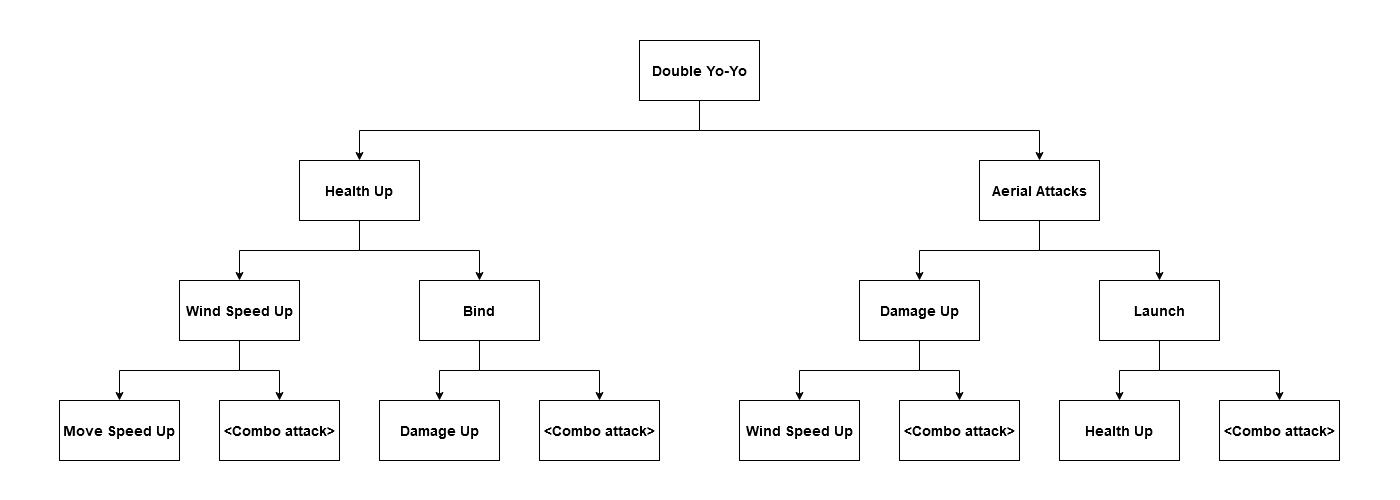 Double Yo-Yo
Health Up
Aerial Attacks
Wind Speed Up
Bind
Damage Up
Launch
Move Speed Up
<Combo attack>
Damage Up
<Combo attack>
Wind Speed Up
<Combo attack>
Health Up
<Combo attack>